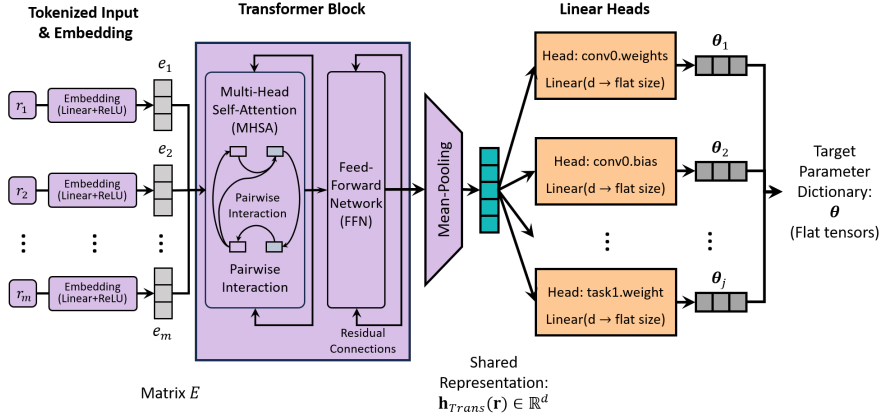 Tokenized Input
& Embedding
Transformer Block
Linear Heads
e₁
r₁
Embedding
(Linear+ReLU)
e₂
r₂
Embedding
(Linear+ReLU)
⋮ ⋮ ⋮
rₘ
Embedding
(Linear+ReLU)
eₘ
Matrix E
Multi-Head
Self-Attention
(MHSA)
Pairwise
Interaction
Pairwise
Interaction
Feed-
Forward
Network
(FFN)
Residual
Connections
Mean-Pooling
Shared
Representation:
𝐡_Trans(𝐫) ∈ ℝᵈ
Head: conv0.weights
Linear(d → flat size)
θ₁
Head: conv0.bias
Linear(d → flat size)
θ₂
⋮ ⋮
Head: task1.weight
Linear(d → flat size)
θⱼ
Target
Parameter
Dictionary:
θ
(Flat tensors)